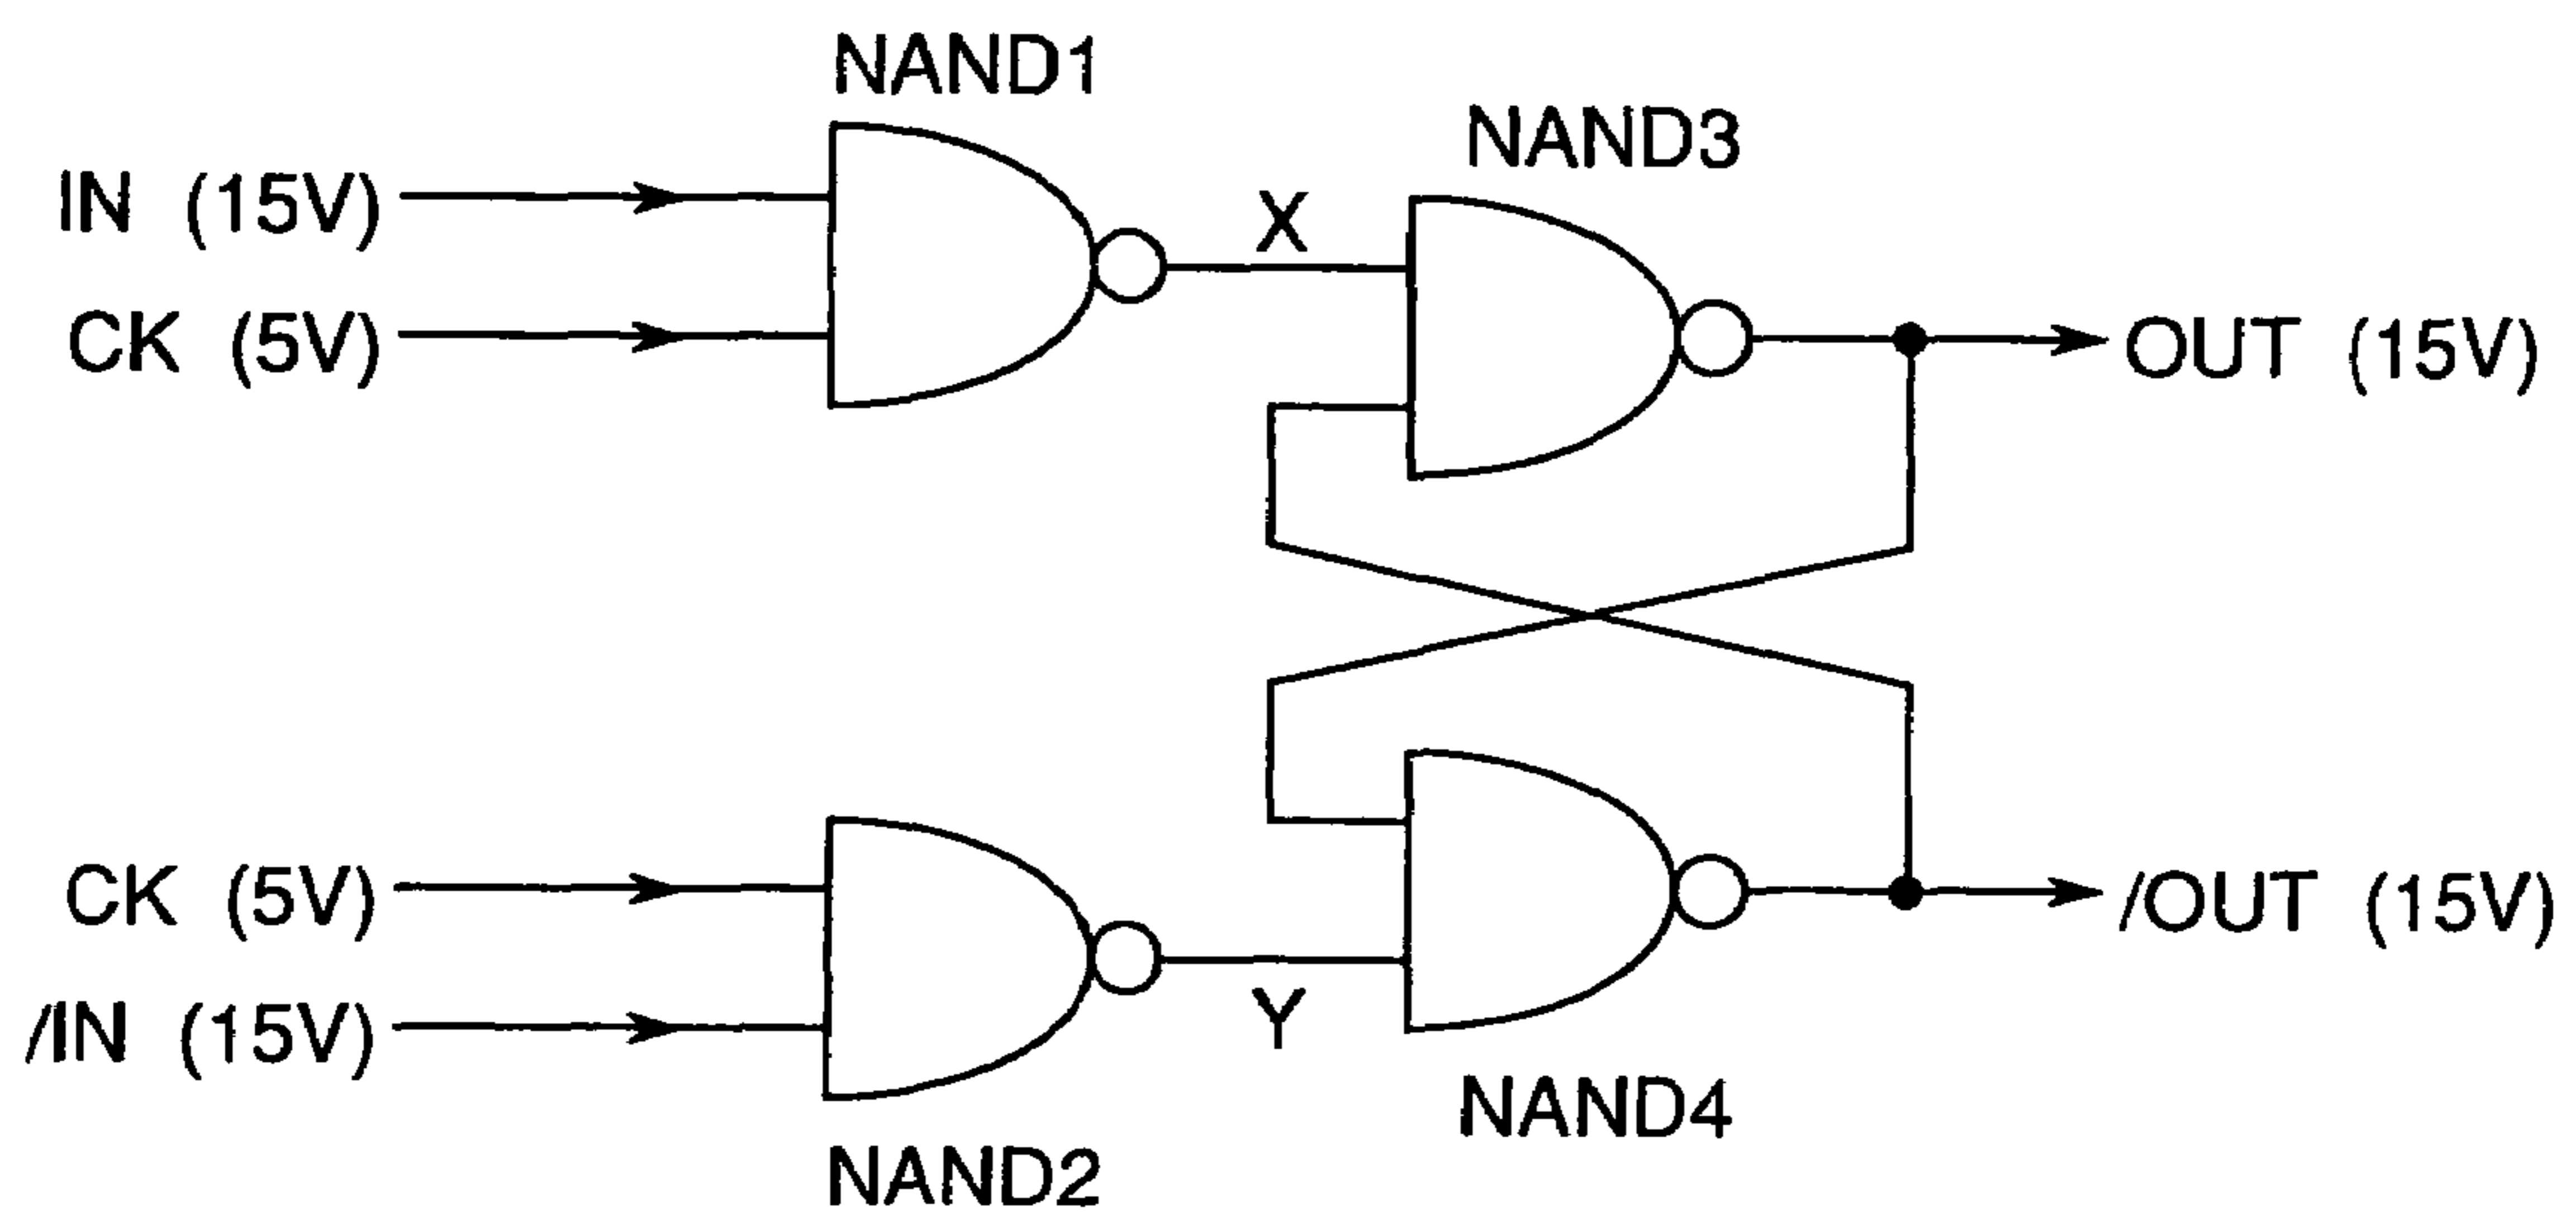 NAND1
NAND3
IN (15V)
X
CK (5V)
OUT (15V)
CK (5V)
/OUT (15V)
/IN (15V)
Y
NAND4
NAND2